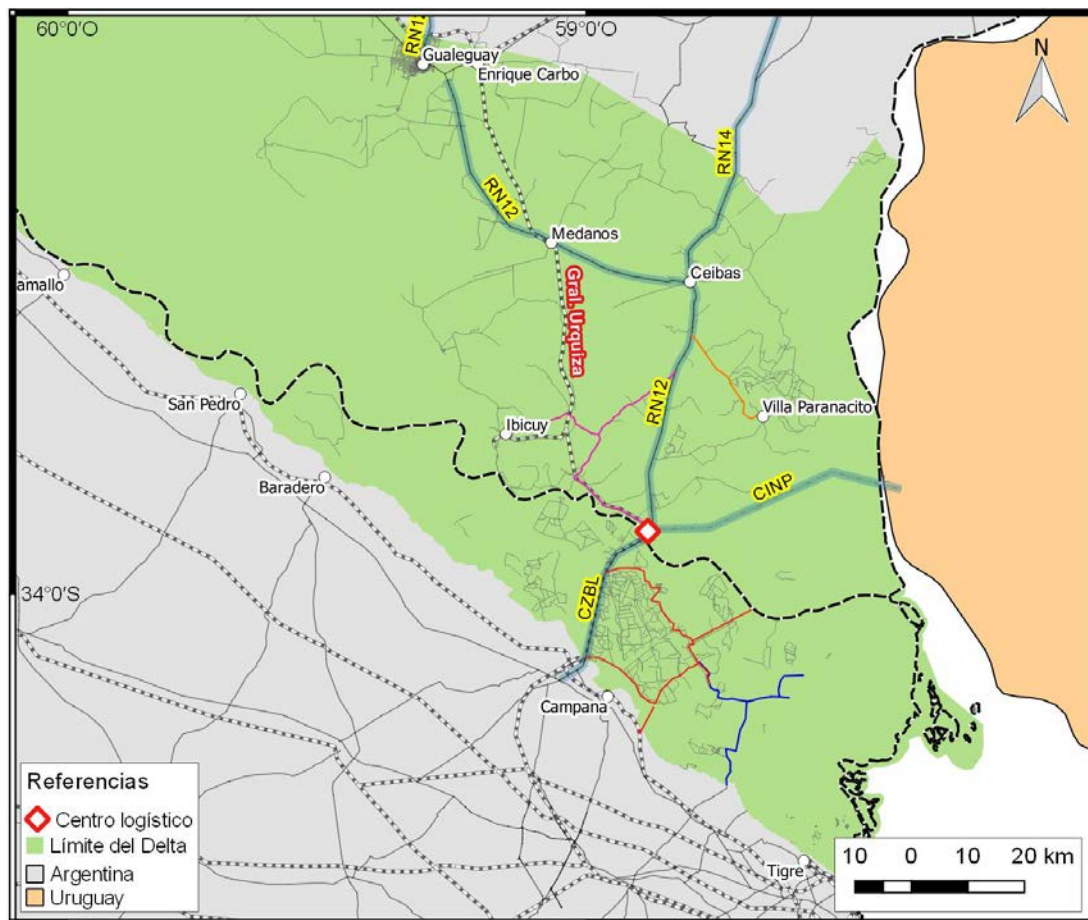 60°0'O
59°0'O
RN12
Gualeguay
Enrique Carbo
N
RN14
RN12
Medanos
Ceibas
Gral. Urquiza
amallo
San Pedro
Villa Paranacito
Ibicuy
RN12
Baradero
CINP
34°0'S
CZBL
Campana
Referencias
Centro logístico
Límite del Delta
Argentina
Uruguay
Tigre
10 0 10 20 km